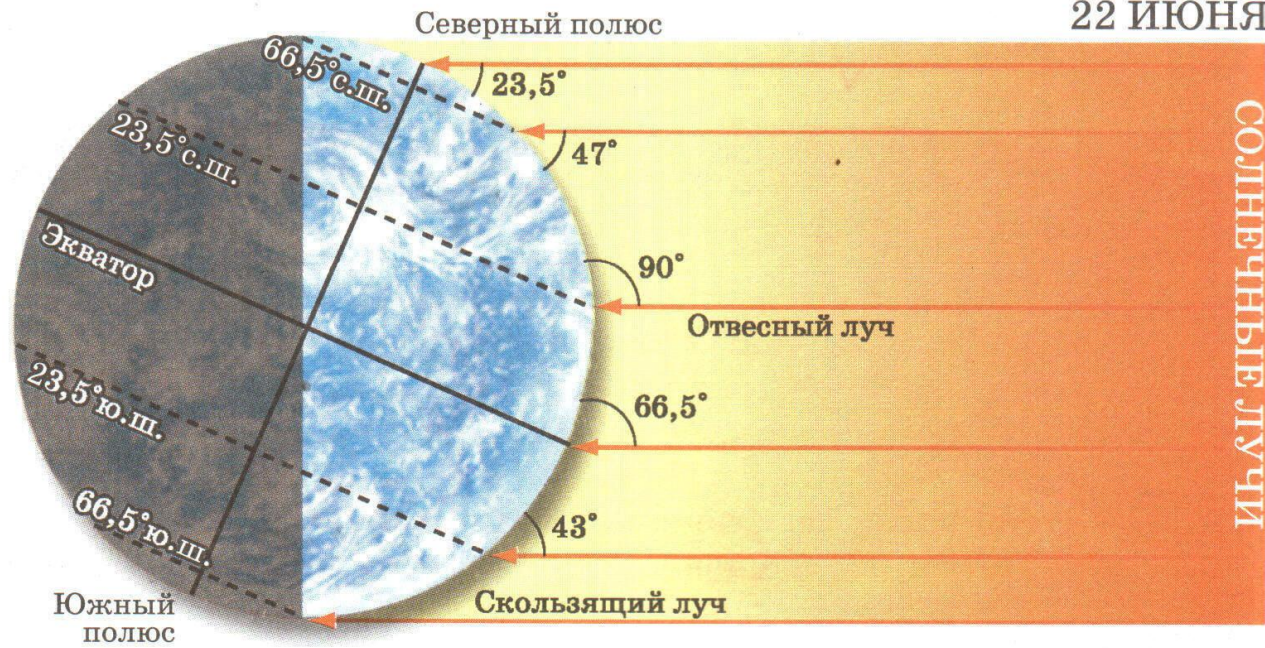 22 ИЮНЯ
Северный полюс
66,5° с.ш.
23,5°
23,5° с.ш.
47°
СОЛНЕЧНЫЕ ЛУЧИ
Экватор
90°
Отвесный луч
23,5° ю.ш.
66,5°
66,5° ю.ш.
43°
Скользящий луч
Южный
полюс